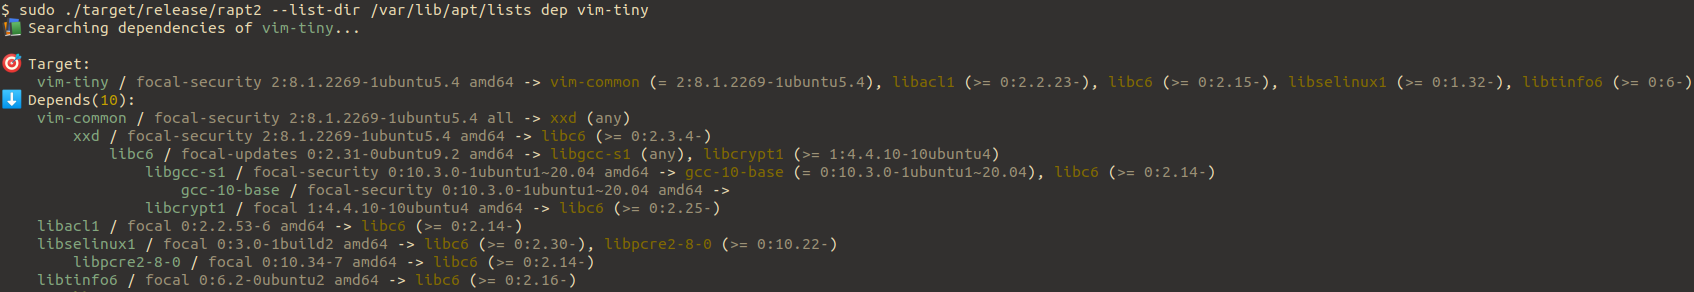 $ sudo ./target/release/rapt2 --list-dir /var/lib/apt/lists dep vim-tiny
Searching dependencies of vim-tiny...
Target:
vim-tiny / focal-security 2:8.1.2269-1ubuntu5.4 amd64 -> vim-common (= 2:8.1.2269-1ubuntu5.4), libacl1 (>= 0:2.2.23-), libc6 (>= 0:2.15-), libselinux1 (>= 0:1.32-), libtinfo6 (>= 0:6-)
Depends(10):
vim-common / focal-security 2:8.1.2269-1ubuntu5.4 all -> xxd (any)
xxd / focal-security 2:8.1.2269-1ubuntu5.4 amd64 -> libc6 (>= 0:2.3.4-)
libc6 / focal-updates 0:2.31-0ubuntu9.2 amd64 -> libgcc-s1 (any), libcrypt1 (>= 1:4.4.10-10ubuntu4)
libgcc-s1 / focal-security 0:10.3.0-1ubuntu1~20.04 amd64 -> gcc-10-base (= 0:10.3.0-1ubuntu1~20.04), libc6 (>= 0:2.14-)
gcc-10-base / focal-security 0:10.3.0-1ubuntu1~20.04 amd64 ->
libcrypt1 / focal 1:4.4.10-10ubuntu4 amd64 -> libc6 (>= 0:2.25-)
libacl1 / focal 0:2.2.53-6 amd64 -> libc6 (>= 0:2.14-)
libselinux1 / focal 0:3.0-1build2 amd64 -> libc6 (>= 0:2.30-), libpcre2-8-0 (>= 0:10.22-)
libpcre2-8-0 / focal 0:10.34-7 amd64 -> libc6 (>= 0:2.14-)
libtinfo6 / focal 0:6.2-0ubuntu2 amd64 -> libc6 (>= 0:2.16-)